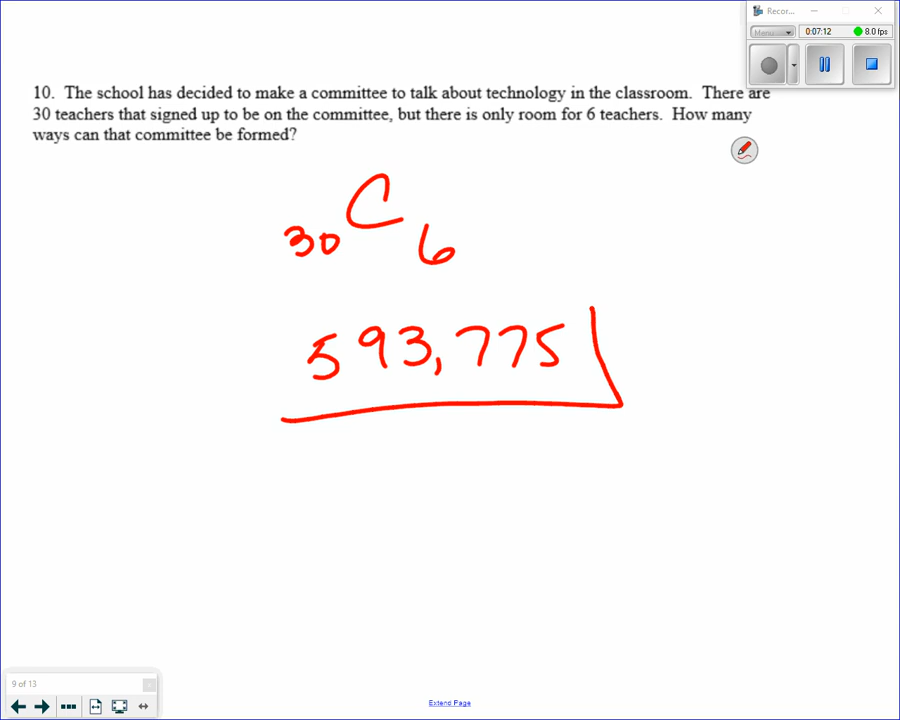 Recor...
Menu
0:07:12
8.0 fps
10. The school has decided to make a committee to talk about technology in the classroom. There are
30 teachers that signed up to be on the committee, but there is only room for 6 teachers. How many
ways can that committee be formed?
30 C 6
593,775
9 of 13
Extend Page